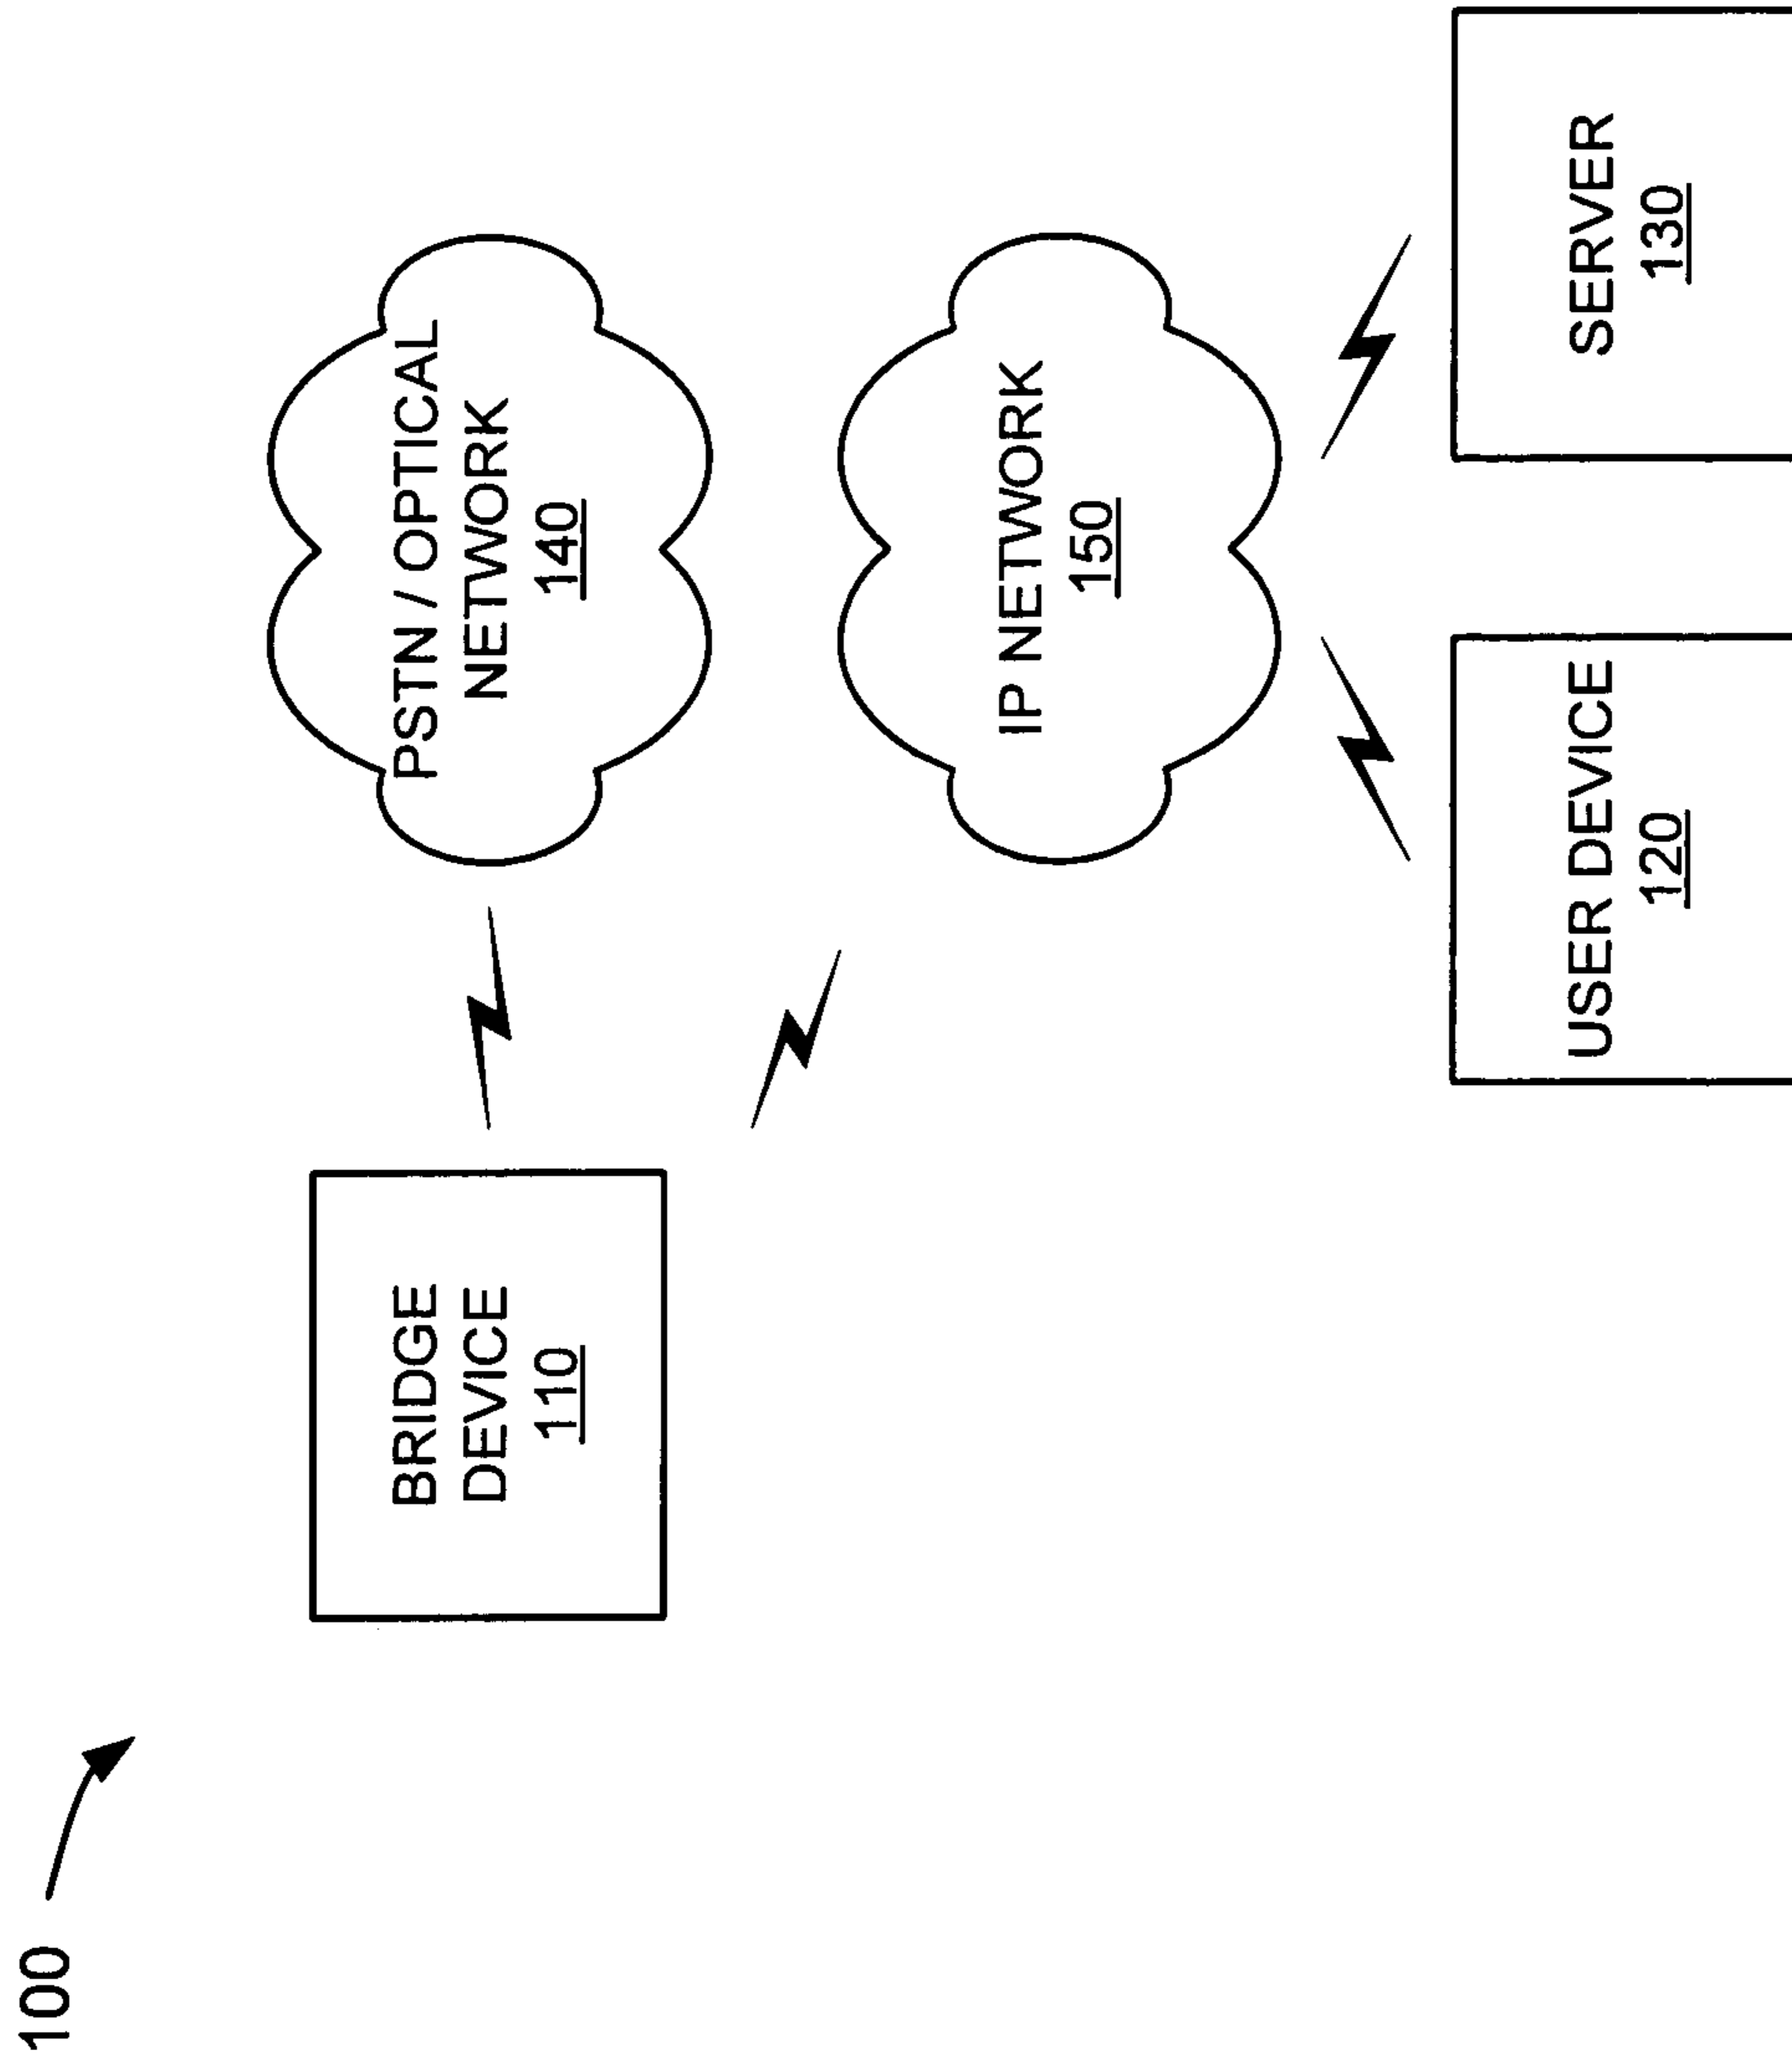 100
BRIDGE
DEVICE
110
PSTN / OPTICAL
NETWORK
140
IP NETWORK
150
USER DEVICE
120
SERVER
130